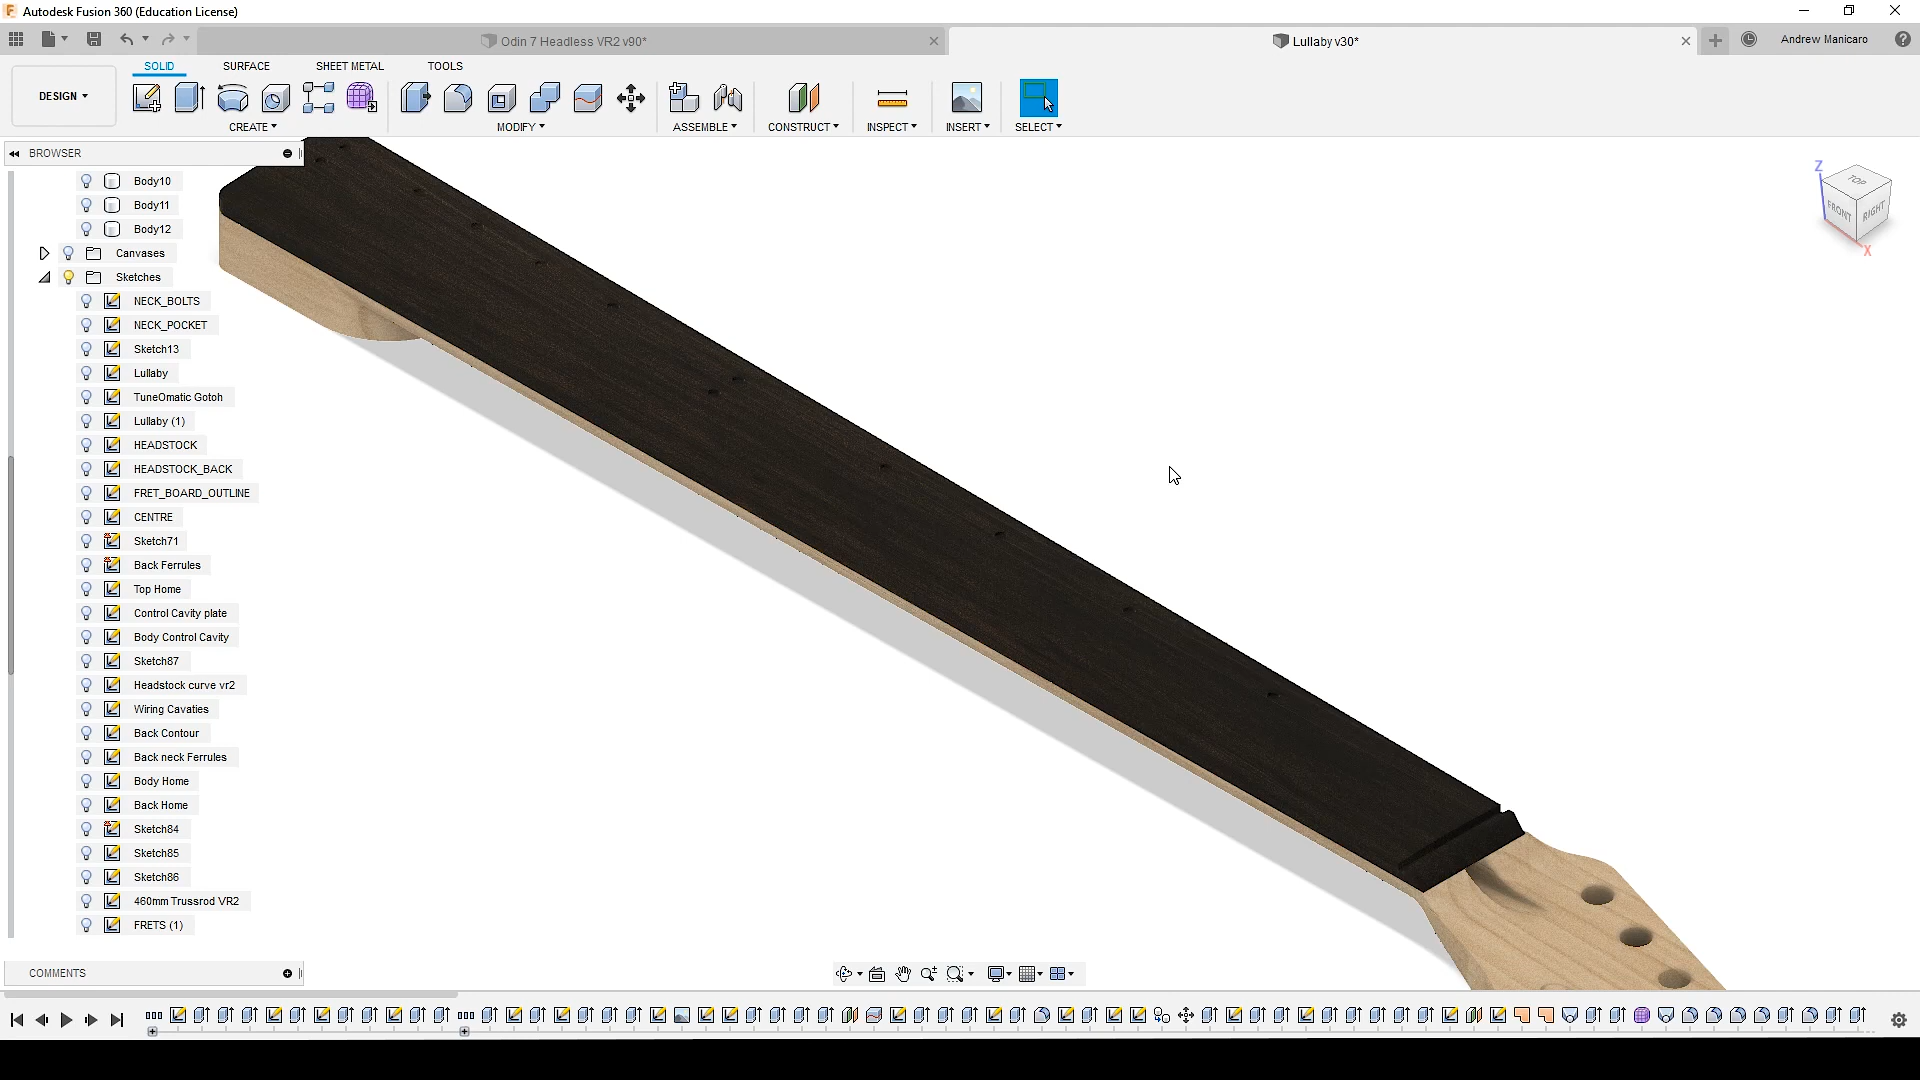 Autodesk Fusion 360 (Education License)
Odin 7 Headless VR2 v90*
Lullaby v30*
Andrew Manicaro
SOLID
SURFACE
SHEET METAL
TOOLS
DESIGN
CREATE
MODIFY
ASSEMBLE
CONSTRUCT
INSPECT
INSERT
SELECT
BROWSER
Body10
Body11
Body12
Canvases
Sketches
NECK_BOLTS
NECK_POCKET
Sketch13
Lullaby
TuneOmatic Gotoh
Lullaby (1)
HEADSTOCK
HEADSTOCK_BACK
FRET_BOARD_OUTLINE
CENTRE
Sketch71
Back Ferrules
Top Home
Control Cavity plate
Body Control Cavity
Sketch87
Headstock curve vr2
Wiring Cavaties
Back Contour
Back neck Ferrules
Body Home
Back Home
Sketch84
Sketch85
Sketch86
460mm Trussrod VR2
FRETS (1)
Z
TOP
FRONT
RIGHT
X
COMMENTS